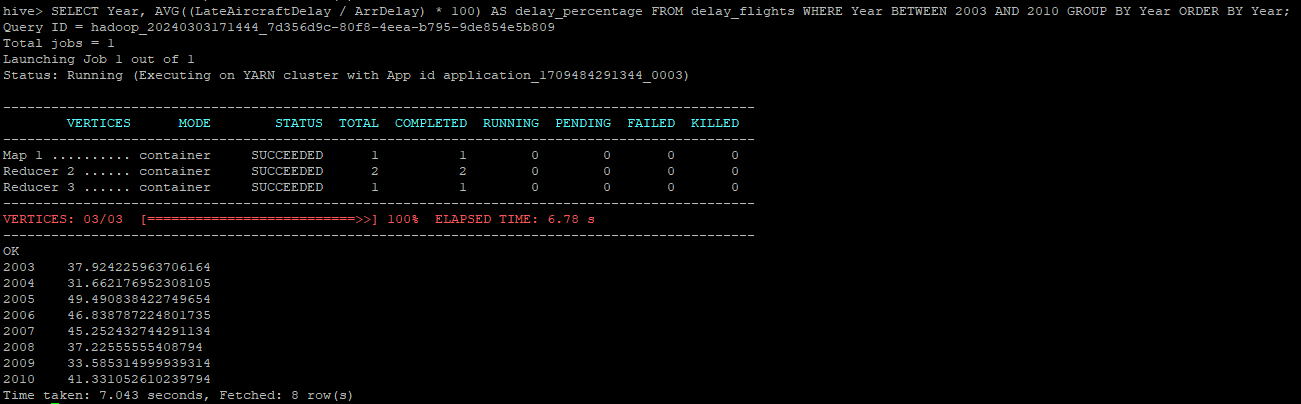 hive> SELECT Year, AVG((LateAircraftDelay / ArrDelay) * 100) AS delay_percentage FROM delay_flights WHERE Year BETWEEN 2003 AND 2010 GROUP BY Year ORDER BY Year;
Query ID = hadoop_20240303171444_7d356d9c-80f8-4eea-b795-9de854e5b809
Total jobs = 1
Launching Job 1 out of 1
Status: Running (Executing on YARN cluster with App id application_1709484291344_0003)
----------------------------------------------------------------------------------------------
VERTICES MODE STATUS TOTAL COMPLETED RUNNING PENDING FAILED KILLED
----------------------------------------------------------------------------------------------
Map 1 .......... container SUCCEEDED 1 1 0 0 0 0
Reducer 2 ...... container SUCCEEDED 2 2 0 0 0 0
Reducer 3 ...... container SUCCEEDED 1 1 0 0 0 0
----------------------------------------------------------------------------------------------
VERTICES: 03/03 [==========================>>] 100% ELAPSED TIME: 6.78 s
----------------------------------------------------------------------------------------------
OK
2003 37.924225963706164
2004 31.662176952308105
2005 49.490838422749654
2006 46.838787224801735
2007 45.252432744291134
2008 37.22555555408794
2009 33.585314999939314
2010 41.331052610239794
Time taken: 7.043 seconds, Fetched: 8 row(s)